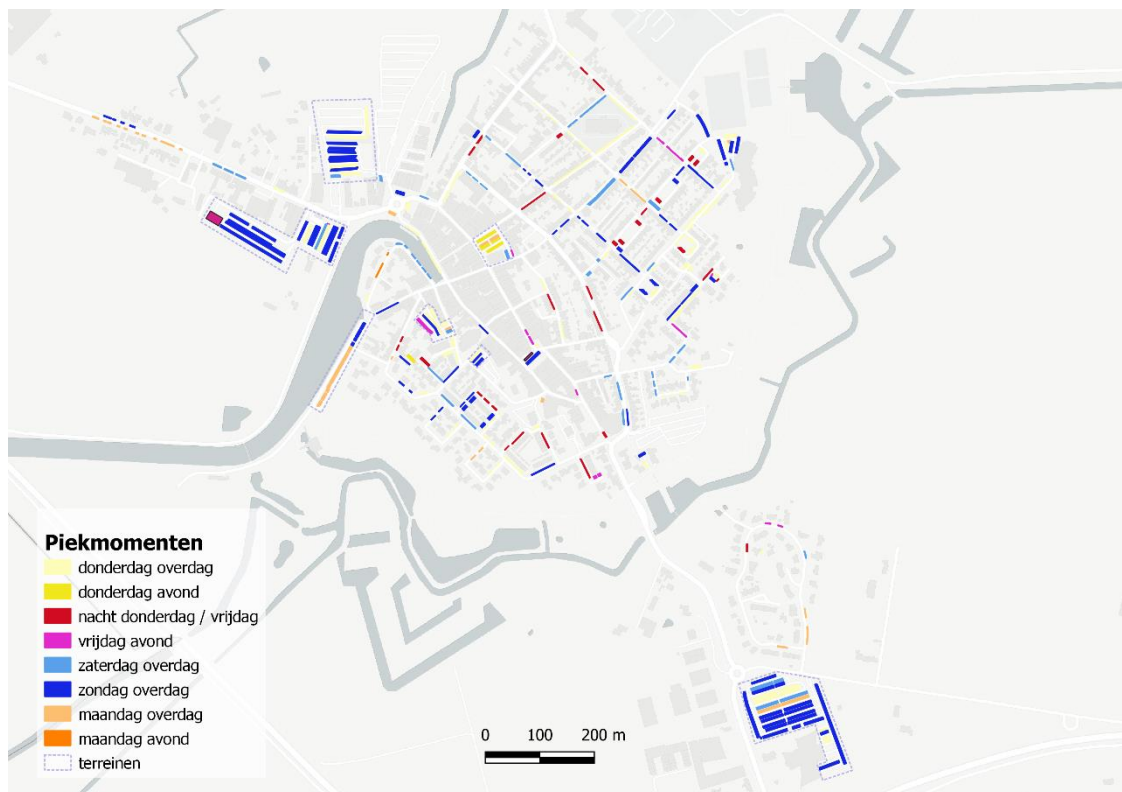 Piekmomenten
donderdag overdag
donderdag avond
nacht donderdag / vrijdag
vrijdag avond
zaterdag overdag
zondag overdag
maandag overdag
maandag avond
terreinen
0 100 200 m